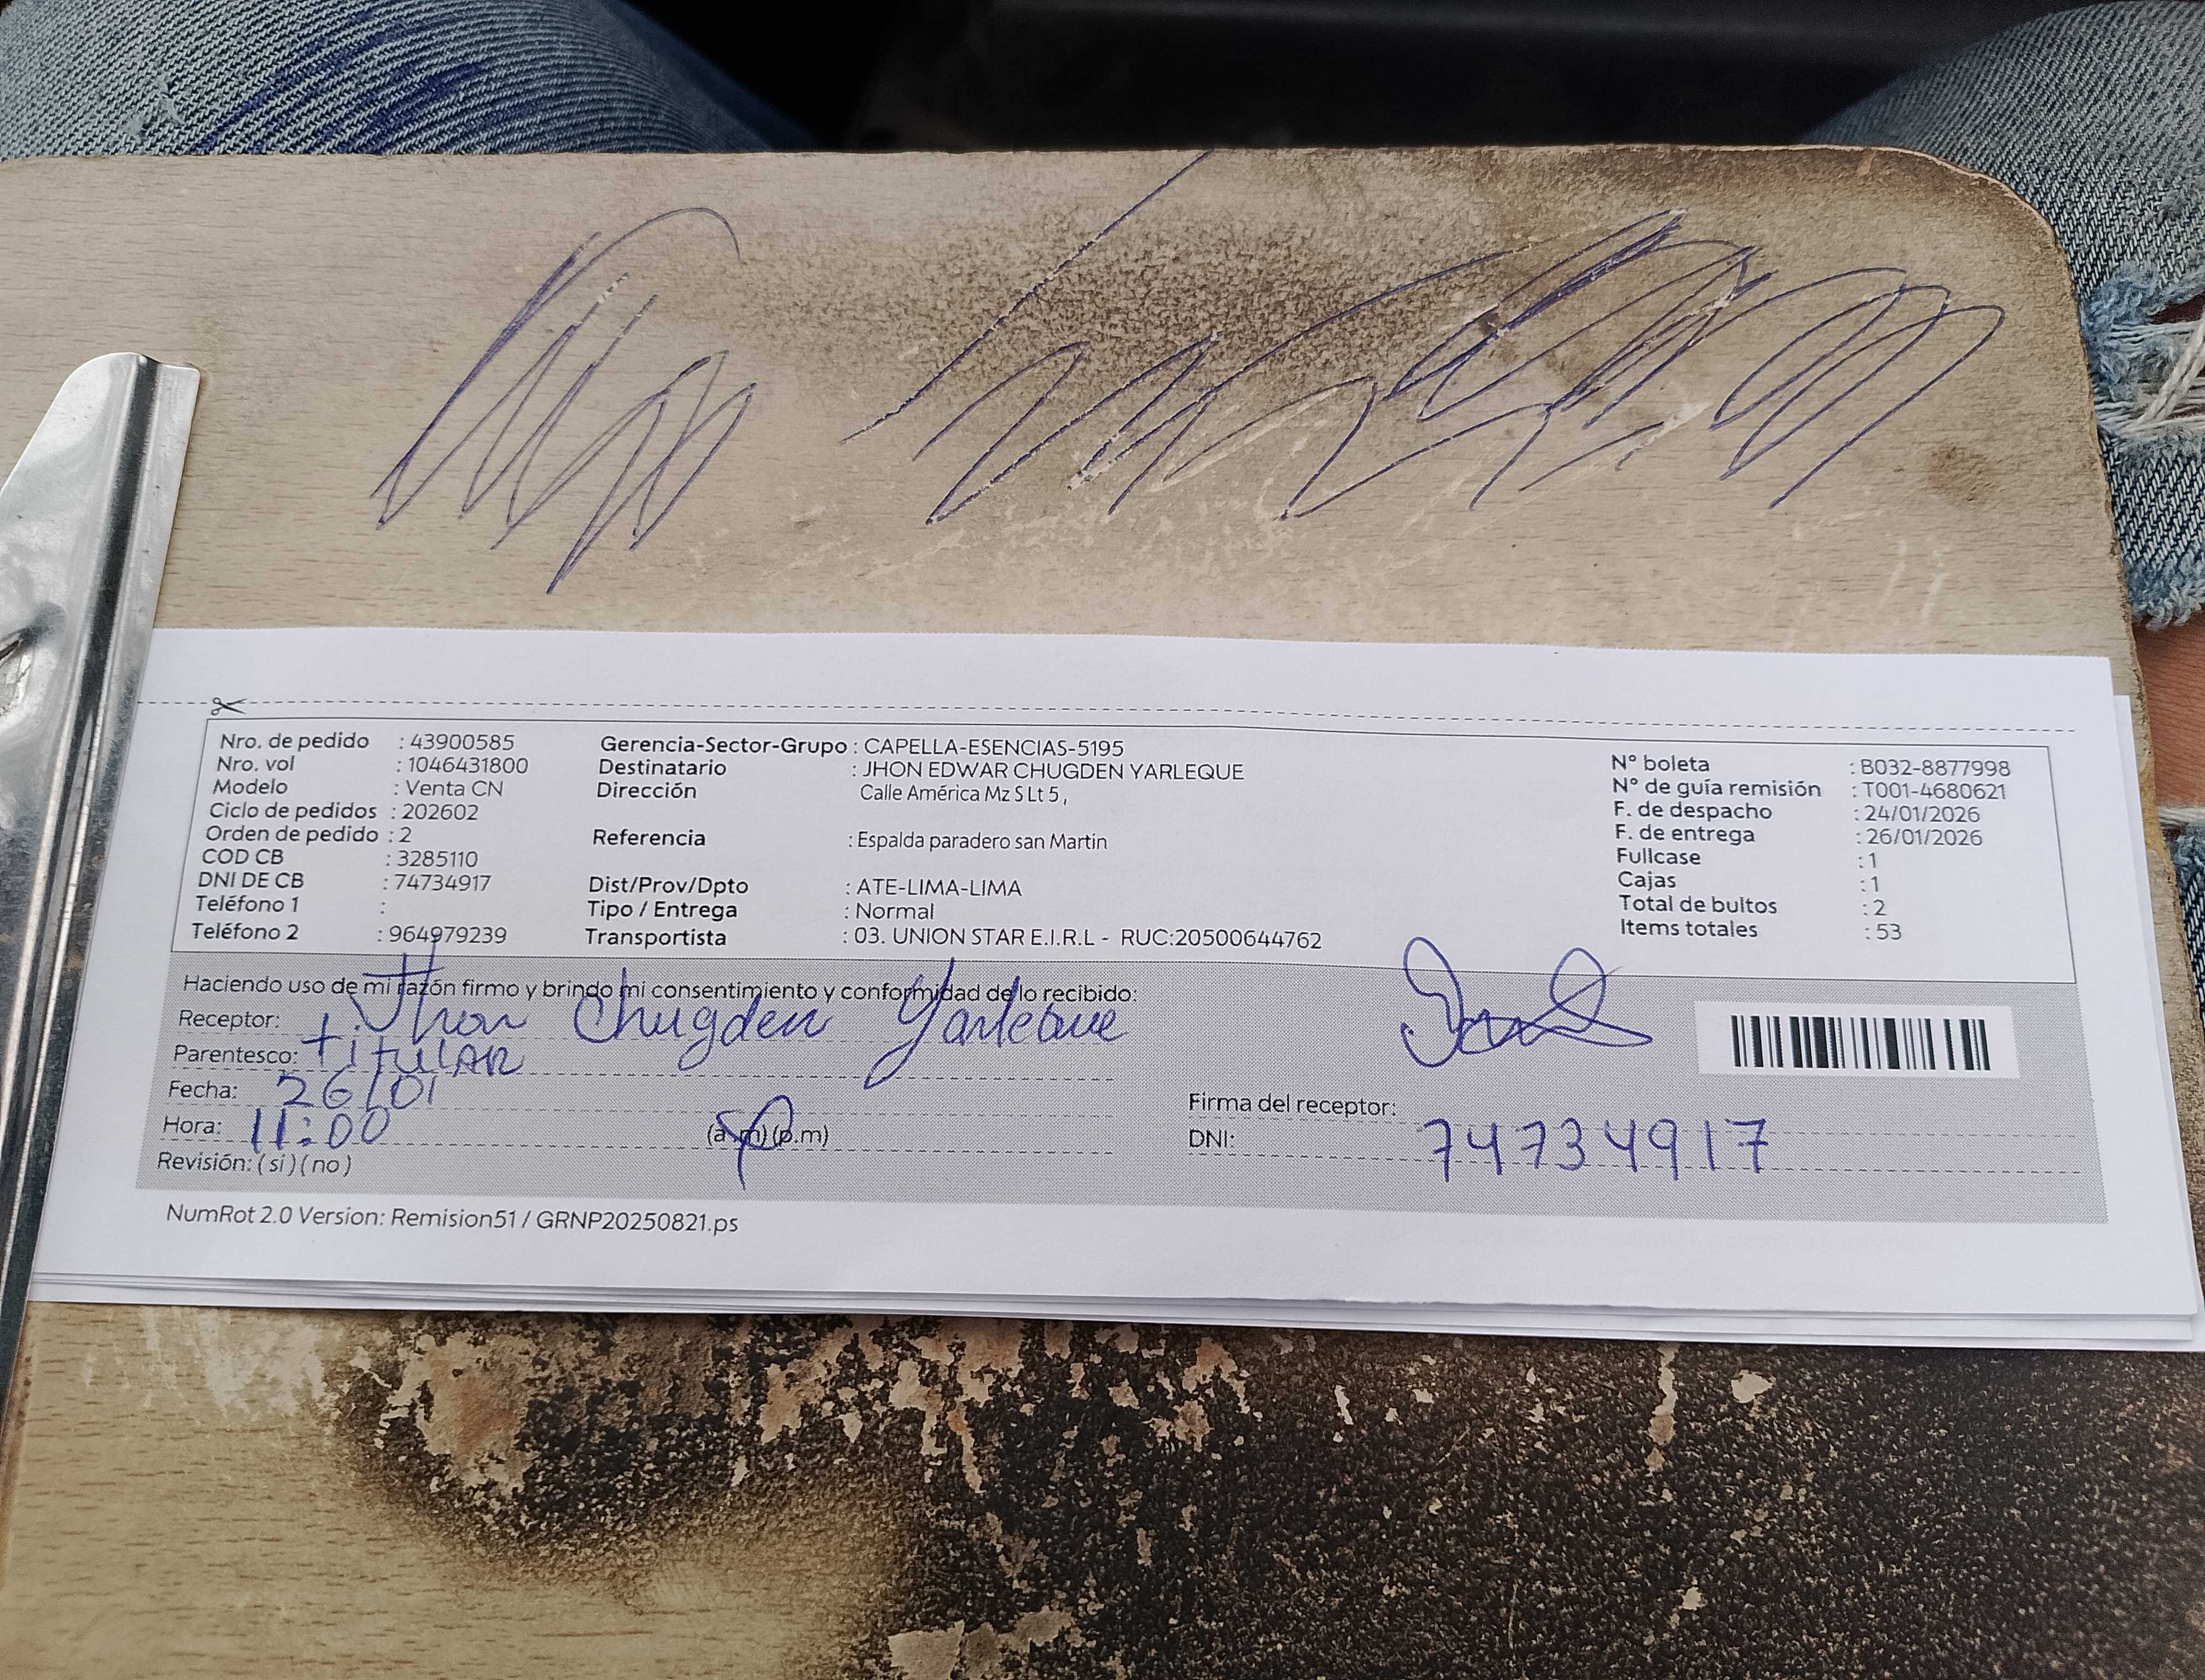 Nro. de pedido : 43900585
Nro. vol : 1046431800
Modelo : Venta CN
Ciclo de pedidos : 202602
Orden de pedido : 2
COD CB : 3285110
DNI DE CB : 74734917
Teléfono 1 :
Teléfono 2 : 964979239
Gerencia-Sector-Grupo : CAPELLA-ESENCIAS-5195
Destinatario : JHON EDWAR CHUGDEN YARLEQUE
Dirección Calle América Mz S Lt 5 ,
Referencia : Espalda paradero san Martin
Dist/Prov/Dpto : ATE-LIMA-LIMA
Tipo / Entrega : Normal
Transportista : 03. UNION STAR E.I.R.L - RUC:20500644762
N° boleta : B032-8877998
N° de guía remisión : T001-4680621
F. de despacho : 24/01/2026
F. de entrega : 26/01/2026
Fullcase : 1
Cajas : 1
Total de bultos : 2
Items totales : 53
Haciendo uso de mi razón firmo y brindo mi consentimiento y conformidad de lo recibido:
Receptor: Jhon Chugden Yarleque
Parentesco: titular
Fecha: 26/01
Hora: 11:00 (a.m) (p.m)
Revisión: (si) (no)
Firma del receptor:
DNI: 74734917
NumRot 2.0 Version: Remision51 / GRNP20250821.ps